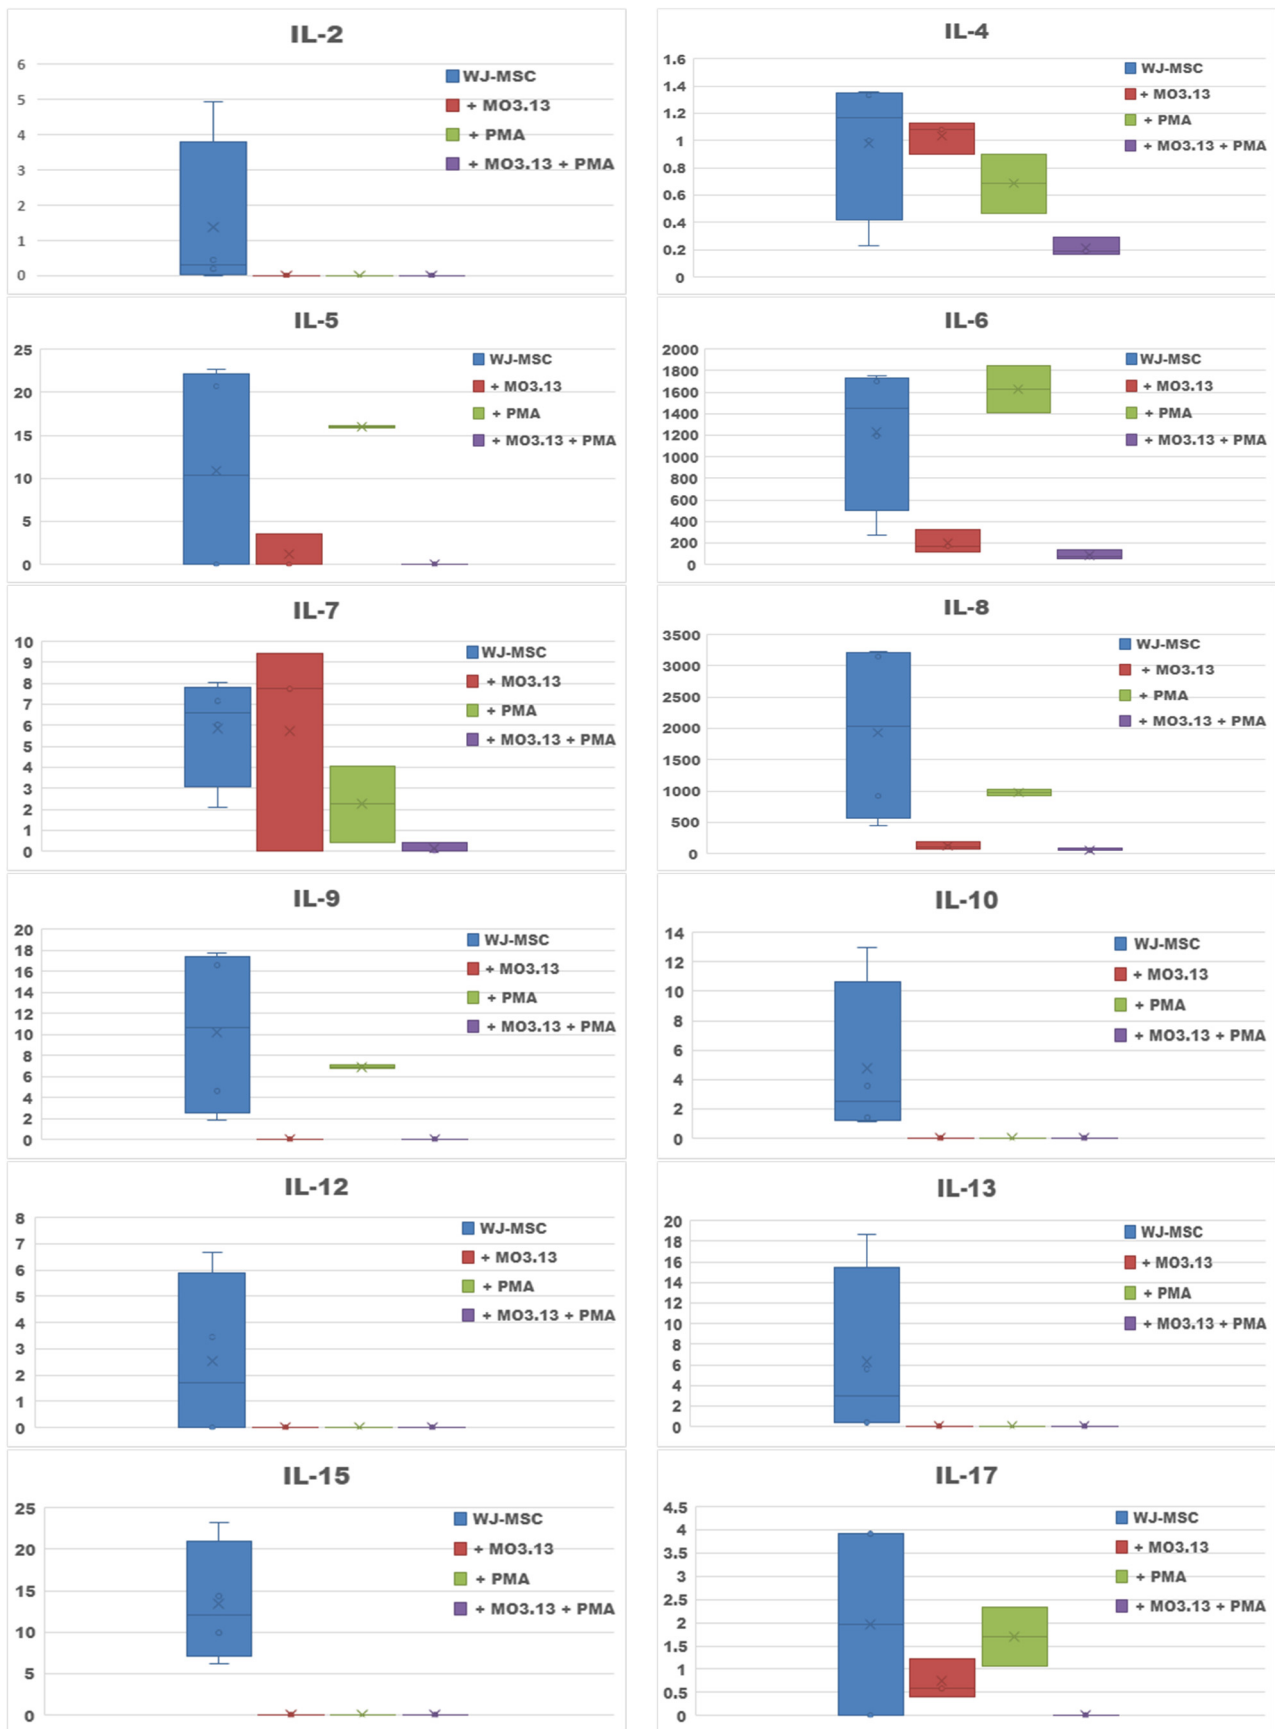 IL-2
6
5
4
3
2
1
0
WJ-MSC
+ MO3.13
+ PMA
+ MO3.13 + PMA
IL-4
1.6
1.4
1.2
1
0.8
0.6
0.4
0.2
0
WJ-MSC
+ MO3.13
+ PMA
+ MO3.13 + PMA
IL-5
25
20
15
10
5
0
WJ-MSC
+ MO3.13
+ PMA
+ MO3.13 + PMA
IL-6
2000
1800
1600
1400
1200
1000
800
600
400
200
0
WJ-MSC
+ MO3.13
+ PMA
+ MO3.13 + PMA
IL-7
10
9
8
7
6
5
4
3
2
1
0
WJ-MSC
+ MO3.13
+ PMA
+ MO3.13 + PMA
IL-8
3500
3000
2500
2000
1500
1000
500
0
WJ-MSC
+ MO3.13
+ PMA
+ MO3.13 + PMA
IL-9
20
18
16
14
12
10
8
6
4
2
0
WJ-MSC
+ MO3.13
+ PMA
+ MO3.13 + PMA
IL-10
14
12
10
8
6
4
2
0
WJ-MSC
+ MO3.13
+ PMA
+ MO3.13 + PMA
IL-12
8
7
6
5
4
3
2
1
0
WJ-MSC
+ MO3.13
+ PMA
+ MO3.13 + PMA
IL-13
20
18
16
14
12
10
8
6
4
2
0
WJ-MSC
+ MO3.13
+ PMA
+ MO3.13 + PMA
IL-15
25
20
15
10
5
0
WJ-MSC
+ MO3.13
+ PMA
+ MO3.13 + PMA
IL-17
4.5
4
3.5
3
2.5
2
1.5
1
0.5
0
WJ-MSC
+ MO3.13
+ PMA
+ MO3.13 + PMA